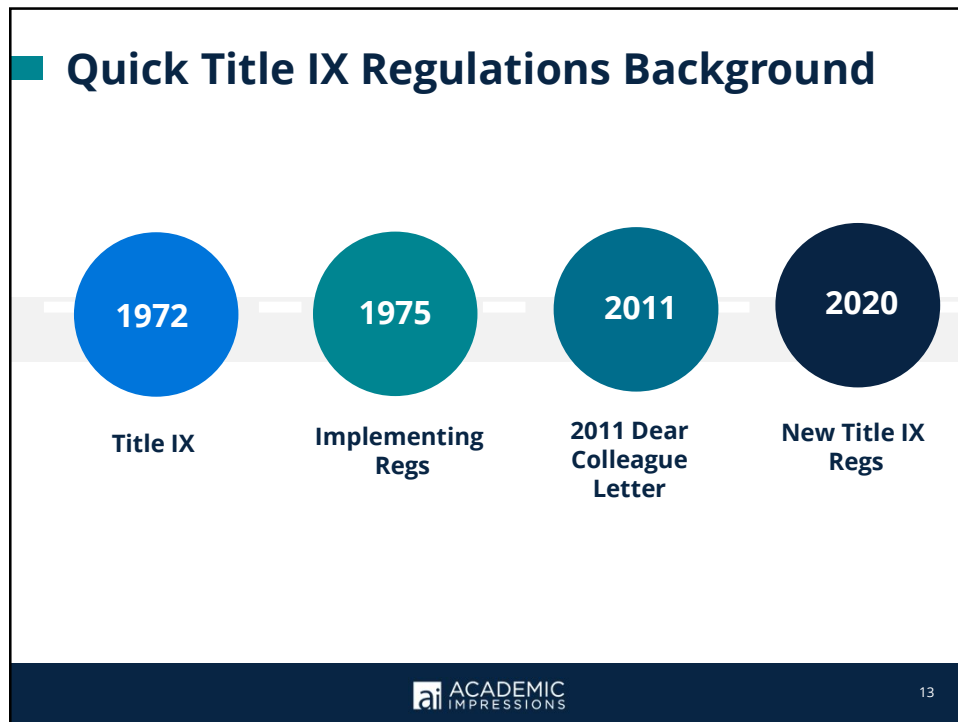 Quick Title IX Regulations Background
1972
1975
2011
2020
Title IX
Implementing
Regs
2011 Dear
Colleague
Letter
New Title IX
Regs
ai ACADEMIC
IMPRESSIONS
13